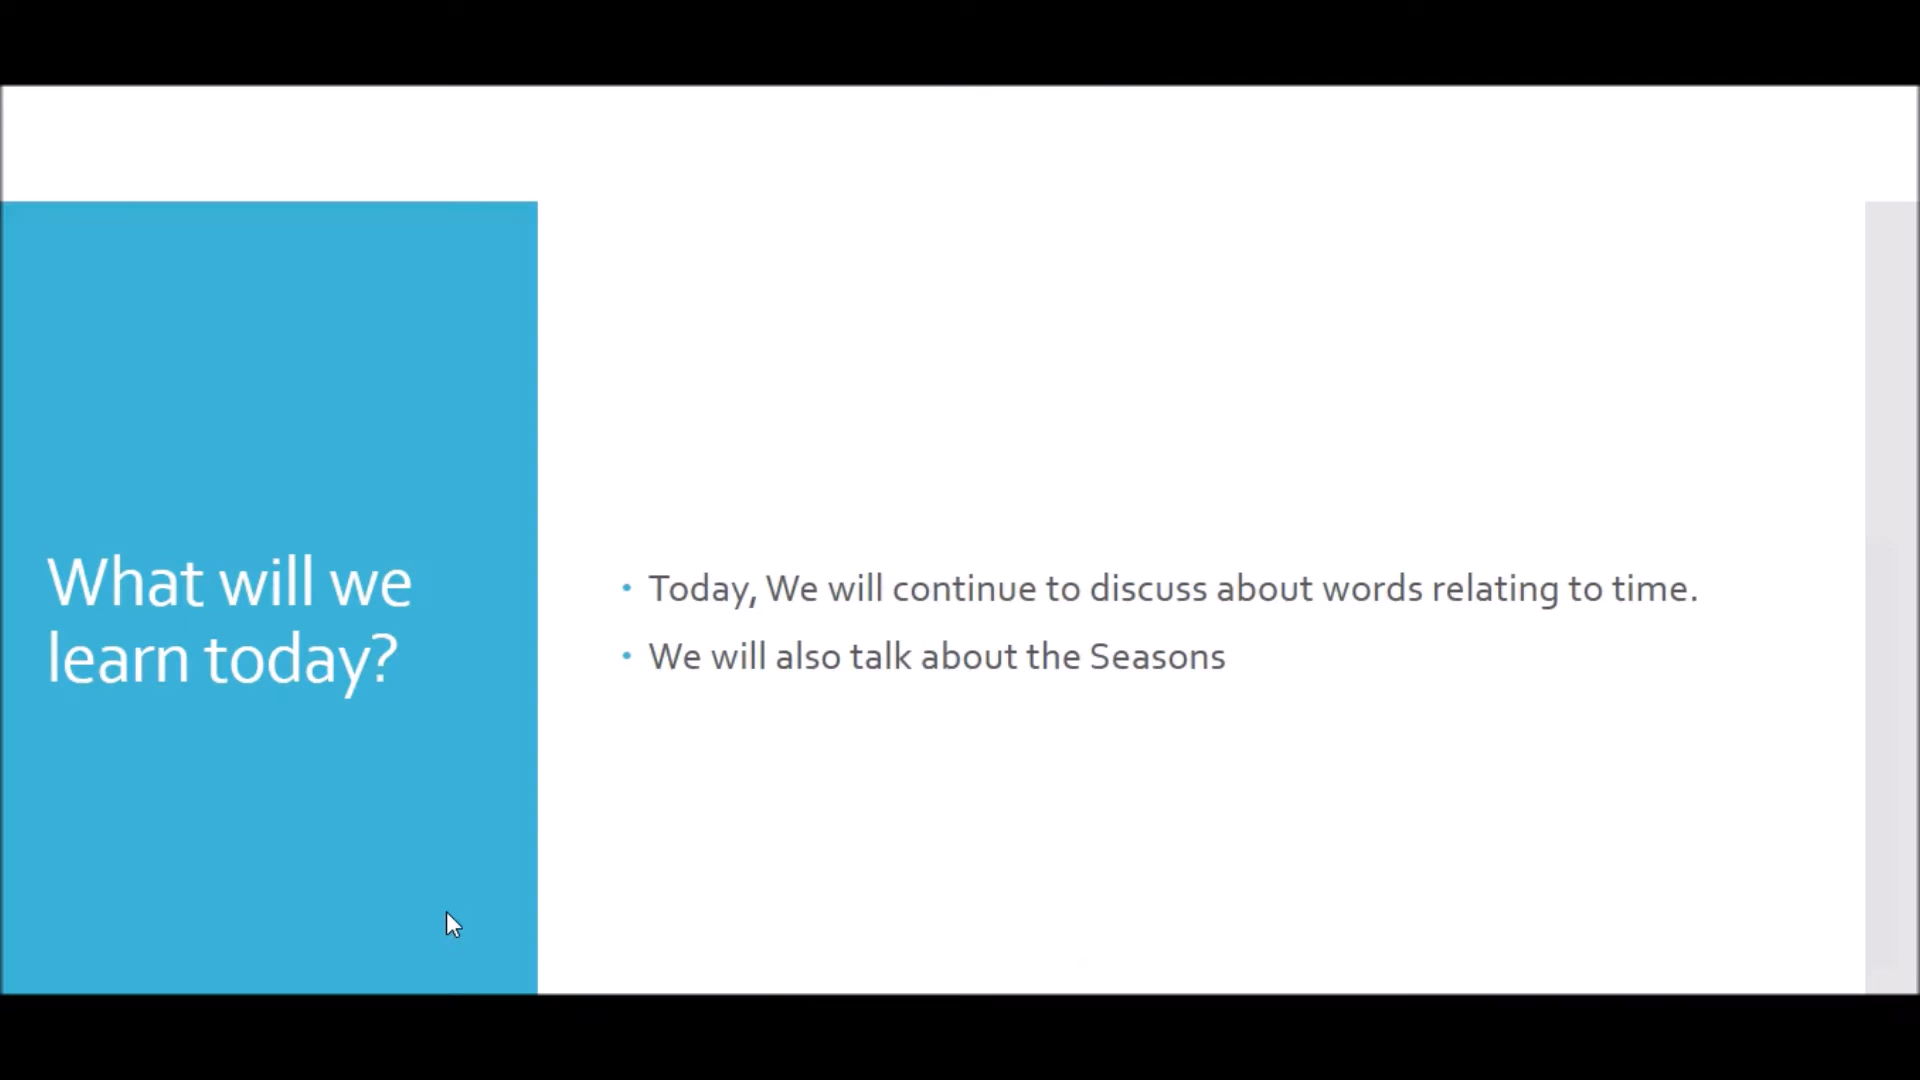 What will we
learn today?
• Today, We will continue to discuss about words relating to time.
• We will also talk about the Seasons